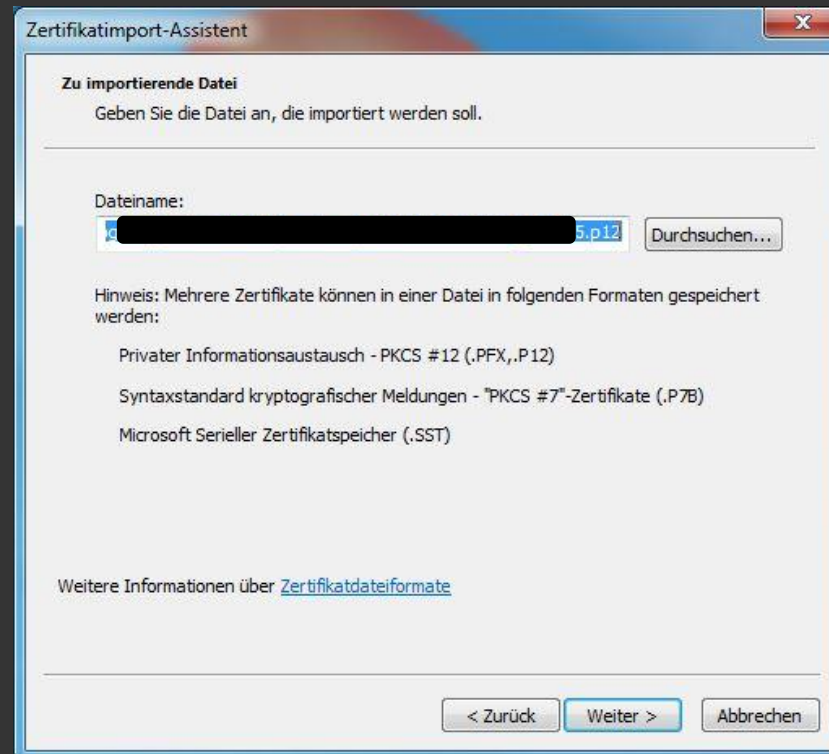 Zertifikatimport-Assistent
Zu importierende Datei
Geben Sie die Datei an, die importiert werden soll.
Dateiname:
5.p12
Durchsuchen...
Hinweis: Mehrere Zertifikate können in einer Datei in folgenden Formaten gespeichert
werden:
Privater Informationsaustausch - PKCS #12 (.PFX,.P12)
Syntaxstandard kryptografischer Meldungen - "PKCS #7"-Zertifikate (.P7B)
Microsoft Serieller Zertifikatspeicher (.SST)
Weitere Informationen über Zertifikatdateiformate
< Zurück
Weiter >
Abbrechen